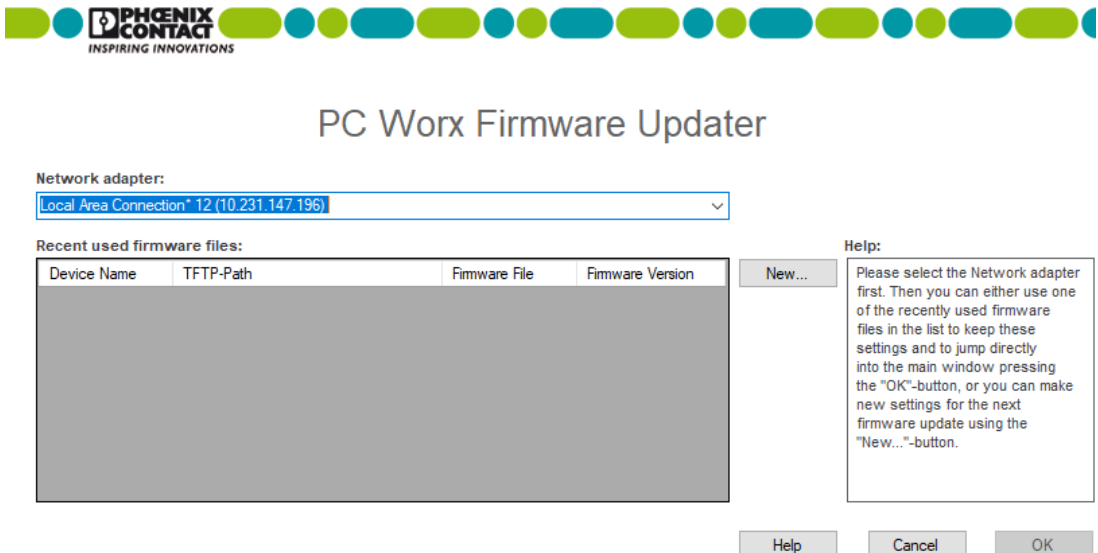 PHŒNIX
CONTACT
INSPIRING INNOVATIONS
PC Worx Firmware Updater
Network adapter:
Local Area Connection* 12 (10.231.147.196)
Recent used firmware files:
Device Name TFTP-Path Firmware File Firmware Version
New...
Help:
Please select the Network adapter
first. Then you can either use one
of the recently used firmware
files in the list to keep these
settings and to jump directly
into the main window pressing
the "OK"-button, or you can make
new settings for the next
firmware update using the
"New..."-button.
Help Cancel OK